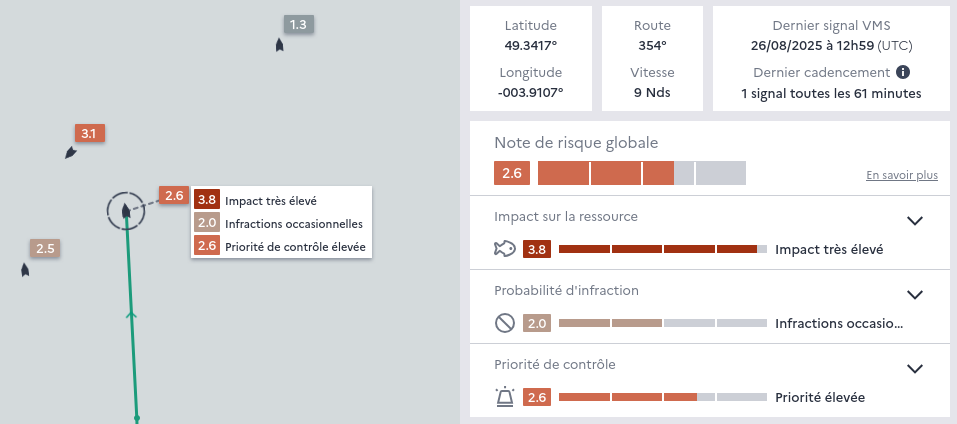 1.3
3.1
2.6
3.8 Impact très élevé
2.0 Infractions occasionnelles
2.6 Priorité de contrôle élevée
2.5
Latitude
49.3417°
Longitude
-003.9107°
Route
354°
Vitesse
9 Nds
Dernier signal VMS
26/08/2025 à 12h59 (UTC)
Dernier cadencement
1 signal toutes les 61 minutes
Note de risque globale
2.6
En savoir plus
Impact sur la ressource
3.8 Impact très élevé
Probabilité d'infraction
2.0 Infractions occasio...
Priorité de contrôle
2.6 Priorité élevée